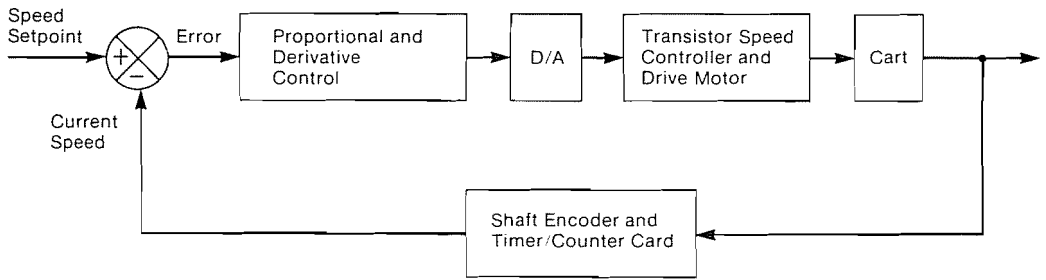 Speed
Setpoint
+
−
Error
Proportional and
Derivative
Control
D/A
Transistor Speed
Controller and
Drive Motor
Cart
Current
Speed
Shaft Encoder and
Timer/Counter Card